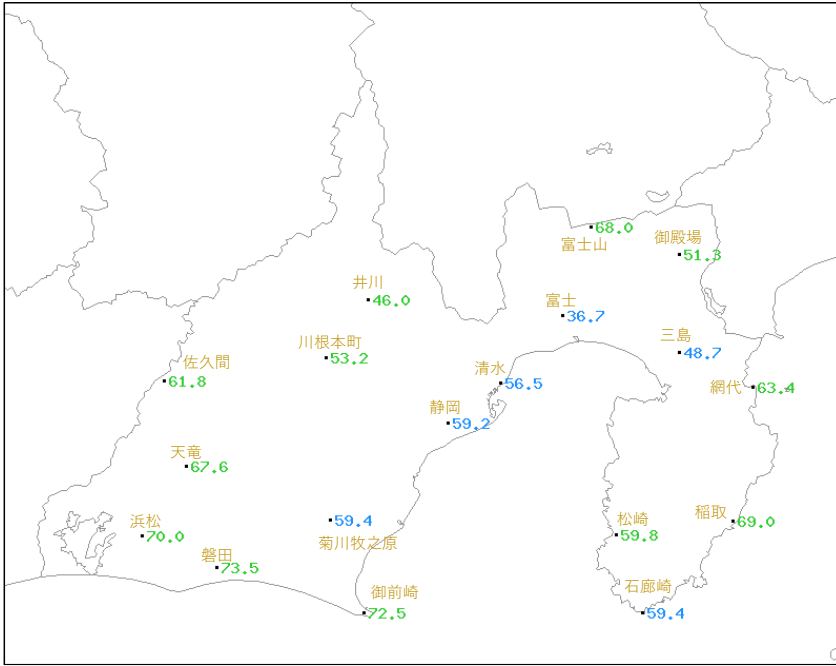 68.0
富士山
御殿場
51.3
井川
46.0
富士
36.7
川根本町
53.2
三島
48.7
佐久間
61.8
清水
56.5
網代
63.4
静岡
59.2
天竜
67.6
浜松
70.0
59.4
菊川牧之原
松崎
59.8
稲取
69.0
磐田
73.5
御前崎
72.5
石廊崎
59.4